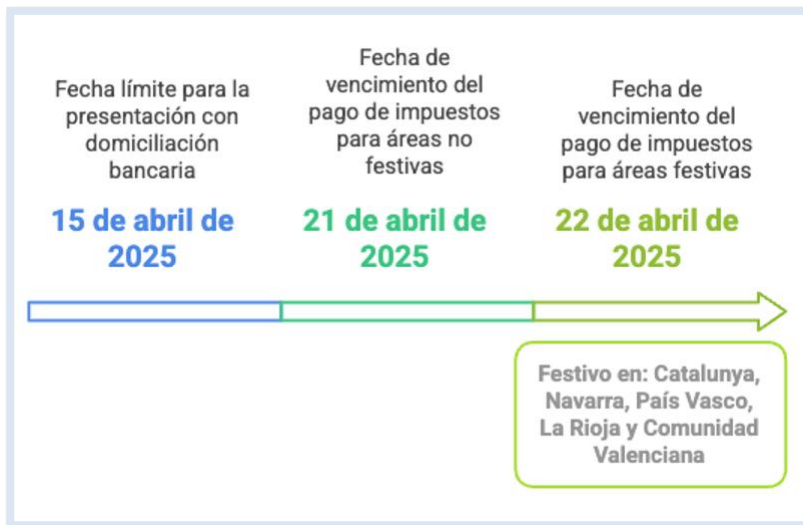 Fecha límite para la
presentación con
domiciliación
bancaria
15 de abril de
2025
Fecha de
vencimiento del
pago de impuestos
para áreas no
festivas
21 de abril de
2025
Fecha de
vencimiento del
pago de impuestos
para áreas festivas
22 de abril de
2025
Festivo en: Catalunya,
Navarra, País Vasco,
La Rioja y Comunidad
Valenciana